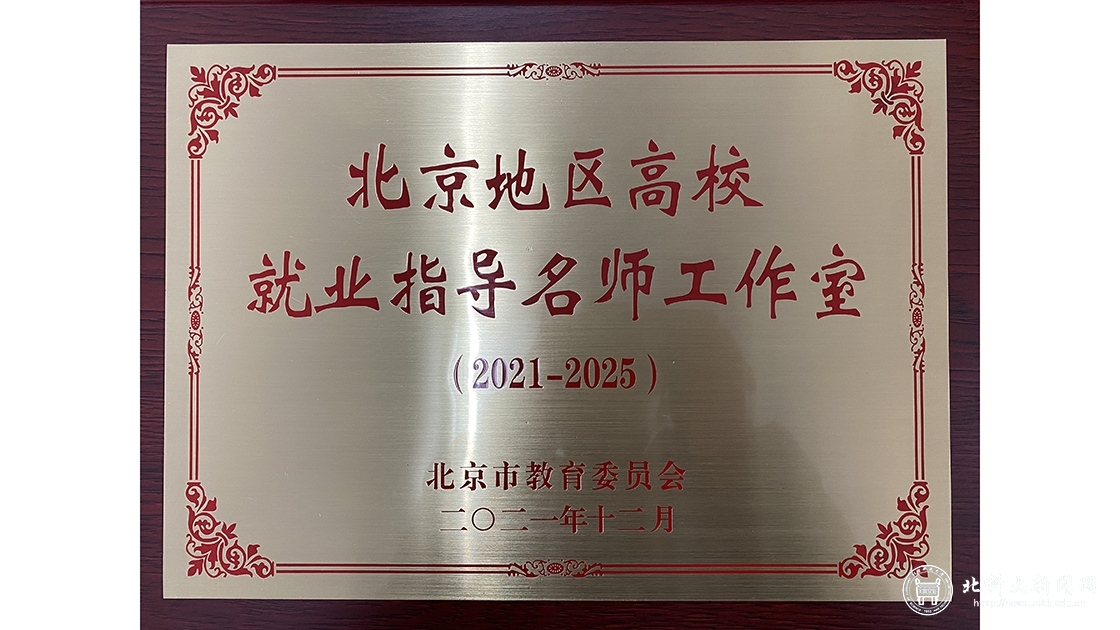 北京地区高校
就业指导名师工作室
（2021-2025）
北京市教育委员会
二〇二一年十二月
北科大新闻网